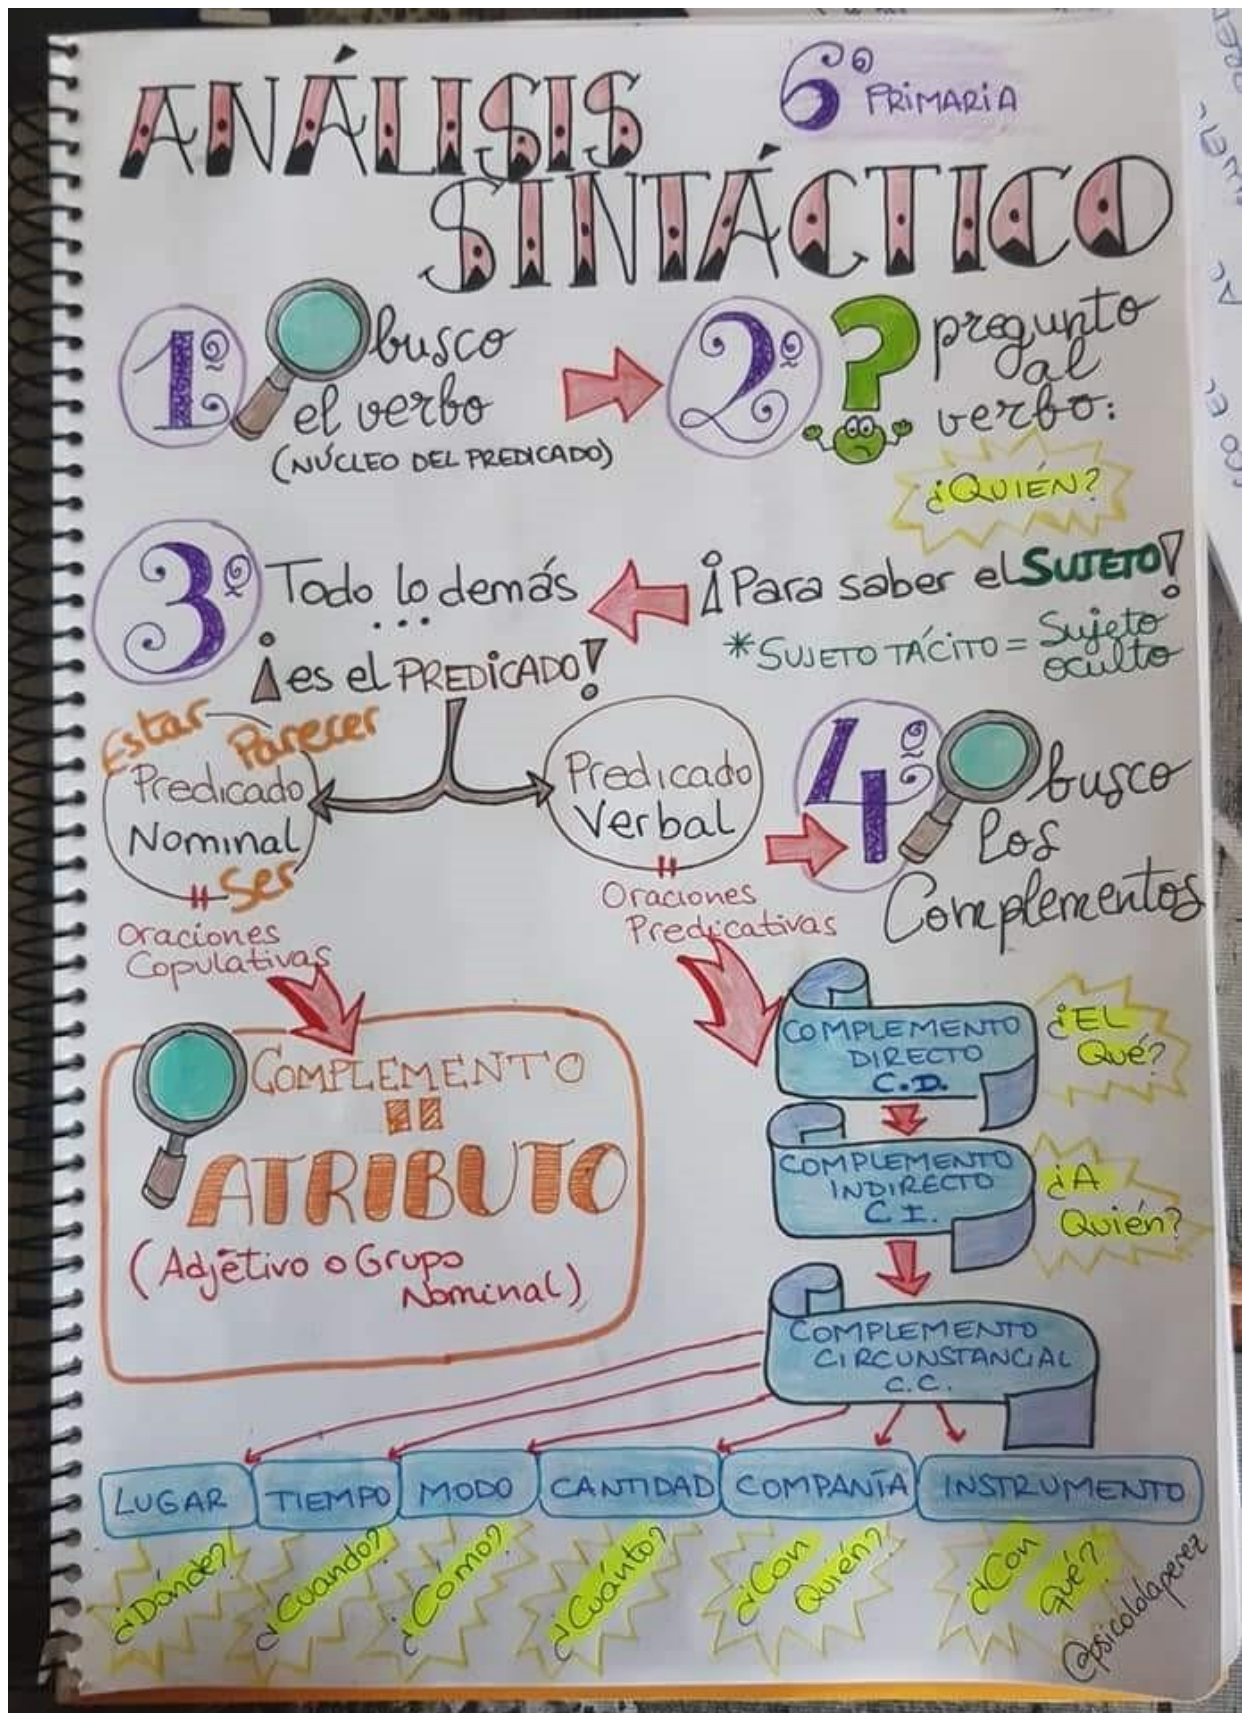 ANÁLISIS
6º PRIMARIA
SINTÁCTICO
1º busco
el verbo
(NÚCLEO DEL PREDICADO)
2º ? pregunto
al
verbo:
¿QUIÉN?
¡Para saber el SUJETO!
*SUJETO TÁCITO = Sujeto
oculto
3º Todo lo demás
...
¡es el PREDICADO!
Estar Parecer
Predicado
Nominal
Ser
Oraciones
Copulativas
Predicado
Verbal
Oraciones
Predicativas
4º busco
los
Complementos
COMPLEMENTO
ATRIBUTO
(Adjetivo o Grupo
Nominal)
COMPLEMENTO
DIRECTO
C.D.
¿EL
Qué?
COMPLEMENTO
INDIRECTO
C.I.
¿A
Quién?
COMPLEMENTO
CIRCUNSTANCIAL
C.C.
LUGAR TIEMPO MODO CANTIDAD COMPANÍA INSTRUMENTO
¿Dónde? ¿Cuando? ¿Cómo? ¿Cuánto? ¿Con Quién? ¿Con qué?
@psicololaperez